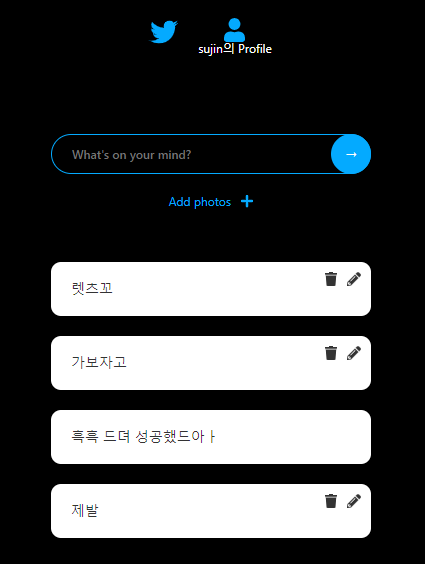 sujin의 Profile
What's on your mind?
→
Add photos +
렛츠꼬
가보자고
흑흑 드뎌 성공했드아ㅏ
제발